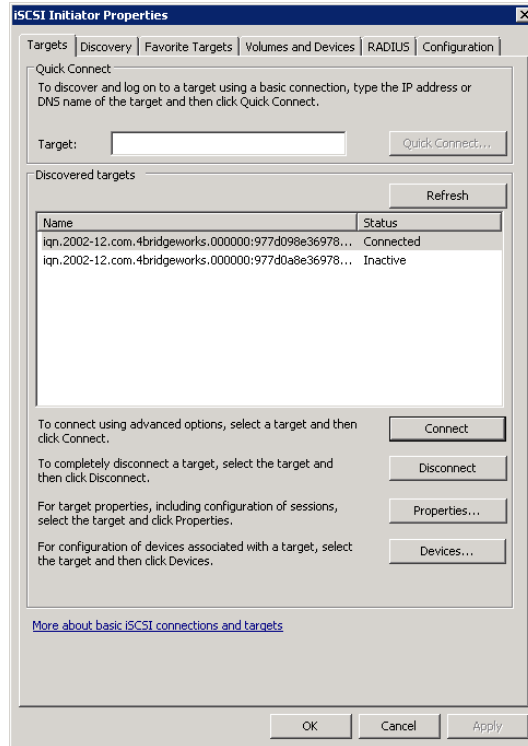 iSCSI Initiator Properties
Targets Discovery Favorite Targets Volumes and Devices RADIUS Configuration
Quick Connect
To discover and log on to a target using a basic connection, type the IP address or
DNS name of the target and then click Quick Connect.
Target: Quick Connect...
Discovered targets
Refresh
Name Status
iqn.2002-12.com.4bridgeworks.000000:977d098e36978... Connected
iqn.2002-12.com.4bridgeworks.000000:977d0a8e36978... Inactive
To connect using advanced options, select a target and then
click Connect.
Connect
To completely disconnect a target, select the target and
then click Disconnect.
Disconnect
For target properties, including configuration of sessions,
select the target and click Properties.
Properties...
For configuration of devices associated with a target, select
the target and then click Devices.
Devices...
More about basic iSCSI connections and targets
OK Cancel Apply